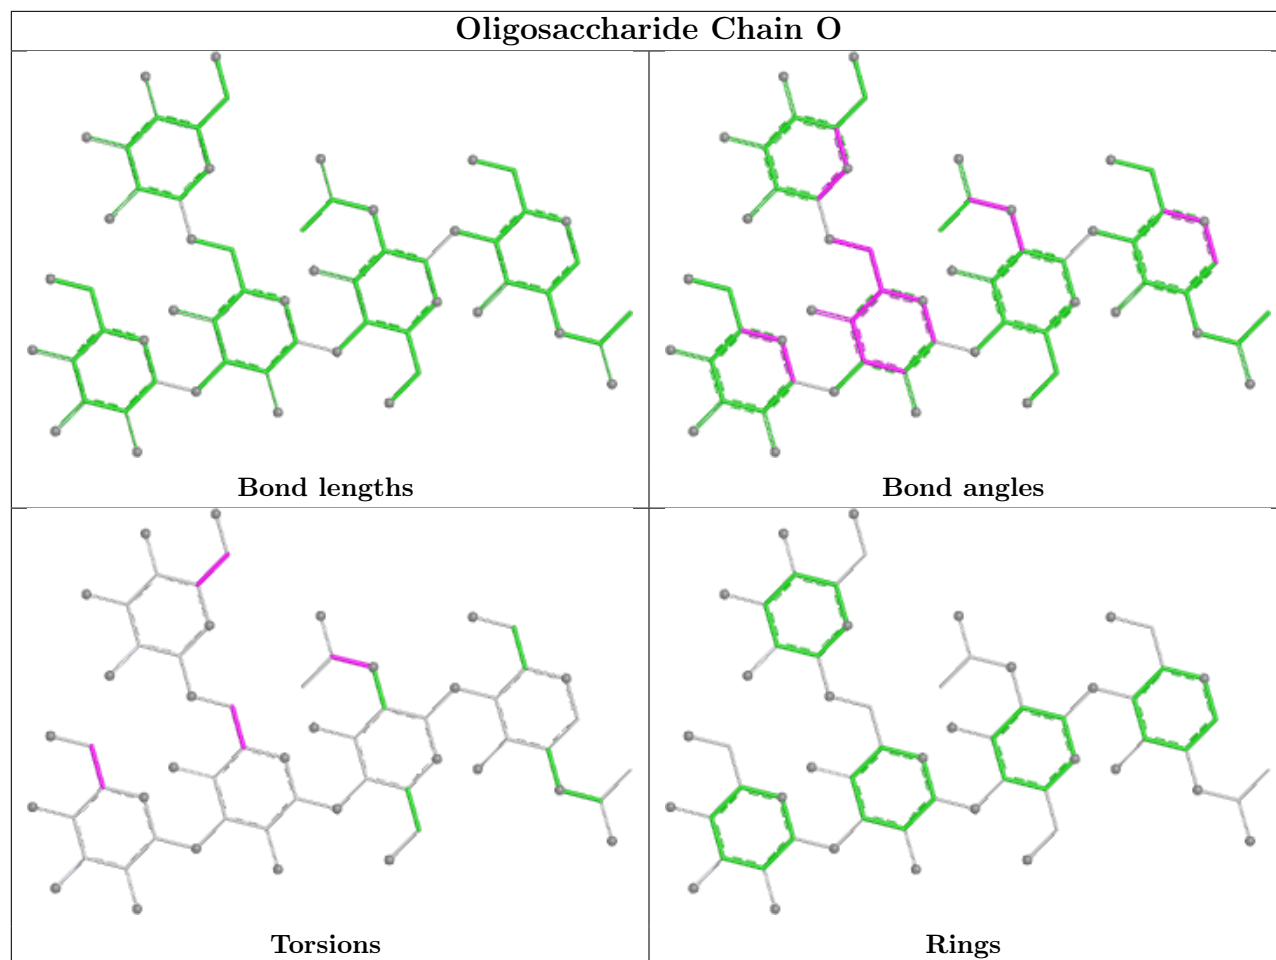 Oligosaccharide Chain O
Bond lengths
Bond angles
Torsions
Rings